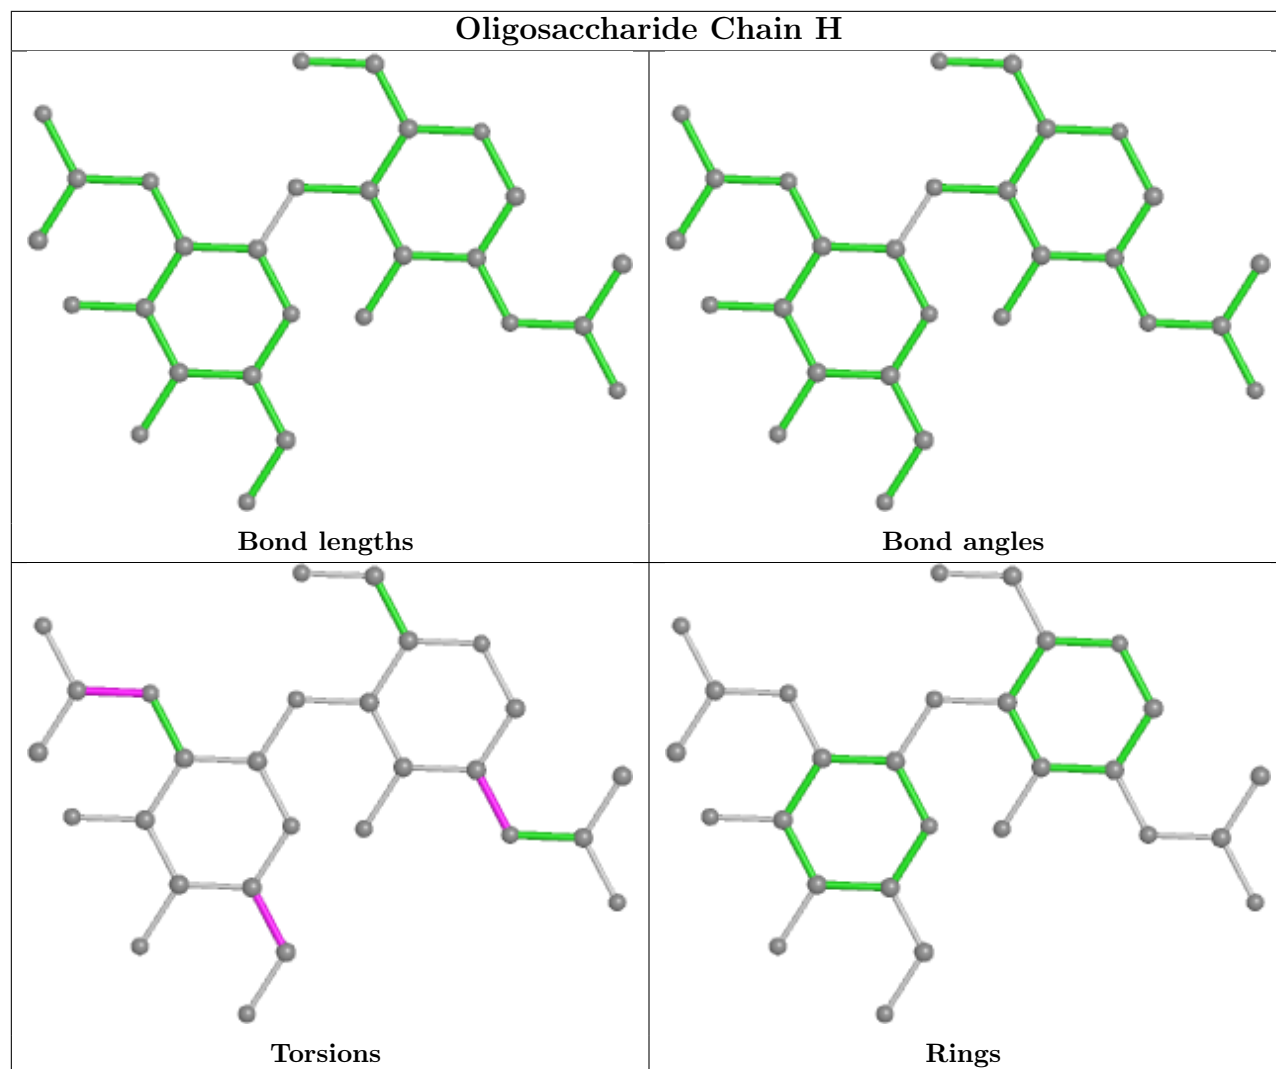 Oligosaccharide Chain H
Bond lengths
Bond angles
Torsions
Rings